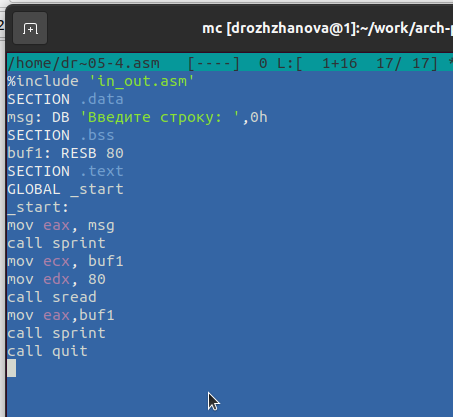 mc [drozhzhanova@1]:~/work/arch-p
/home/dr~05-4.asm   [----]  0 L:[  1+16  17/ 17] *
%include 'in_out.asm'
SECTION .data
msg: DB 'Введите строку: ',0h
SECTION .bss
buf1: RESB 80
SECTION .text
GLOBAL _start
_start:
mov eax, msg
call sprint
mov ecx, buf1
mov edx, 80
call sread
mov eax,buf1
call sprint
call quit